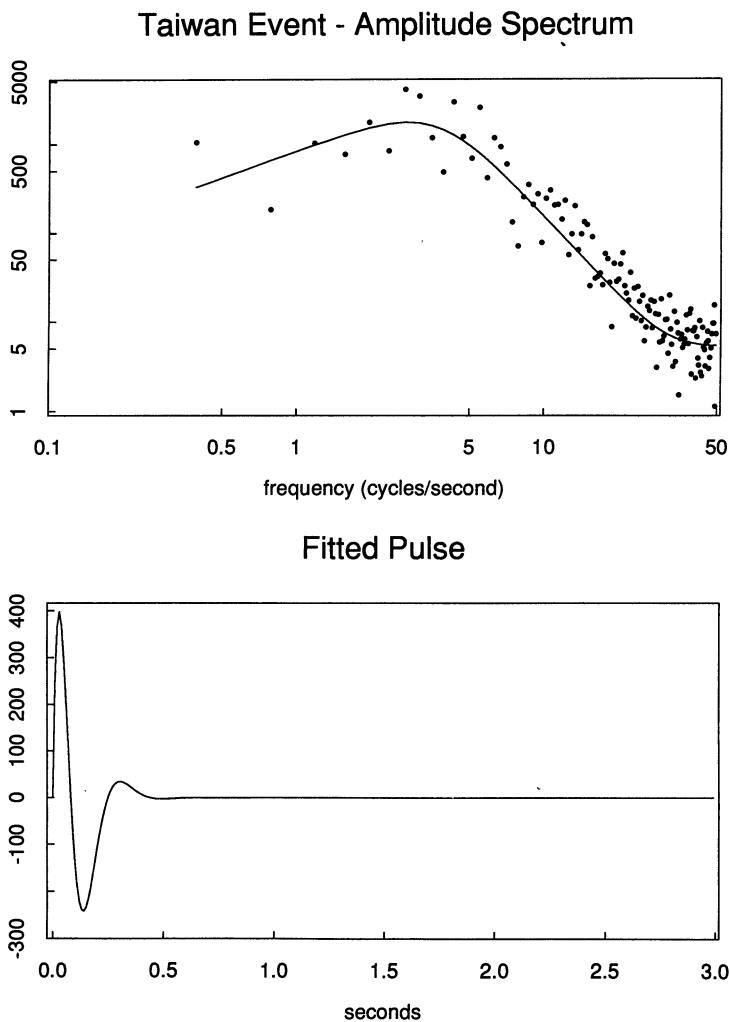 Taiwan Event - Amplitude Spectrum
5000
500
50
5
1
0.1 0.5 1 5 10 50
frequency (cycles/second)
Fitted Pulse
400
300
200
100
0
-100
-300
0.0 0.5 1.0 1.5 2.0 2.5 3.0
seconds